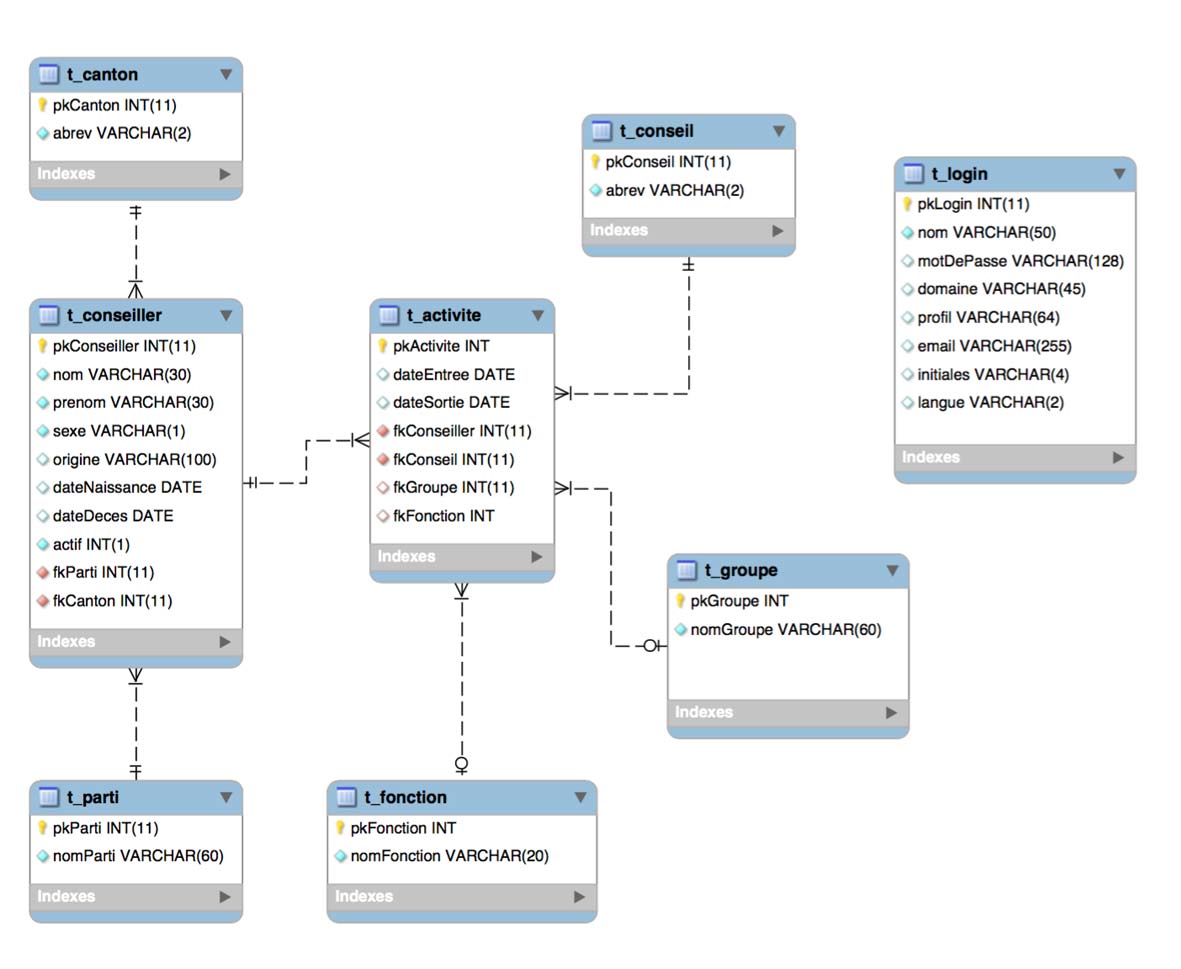 t_canton
pkCanton INT(11)
abrev VARCHAR(2)
Indexes
t_conseil
pkConseil INT(11)
abrev VARCHAR(2)
Indexes
t_login
pkLogin INT(11)
nom VARCHAR(50)
motDePasse VARCHAR(128)
domaine VARCHAR(45)
profil VARCHAR(64)
email VARCHAR(255)
initiales VARCHAR(4)
langue VARCHAR(2)
Indexes
t_conseiller
pkConseiller INT(11)
nom VARCHAR(30)
prenom VARCHAR(30)
sexe VARCHAR(1)
origine VARCHAR(100)
dateNaissance DATE
dateDeces DATE
actif INT(1)
fkParti INT(11)
fkCanton INT(11)
Indexes
t_activite
pkActivite INT
dateEntree DATE
dateSortie DATE
fkConseiller INT(11)
fkConseil INT(11)
fkGroupe INT(11)
fkFonction INT
Indexes
t_groupe
pkGroupe INT
nomGroupe VARCHAR(60)
Indexes
t_parti
pkParti INT(11)
nomParti VARCHAR(60)
Indexes
t_fonction
pkFonction INT
nomFonction VARCHAR(20)
Indexes